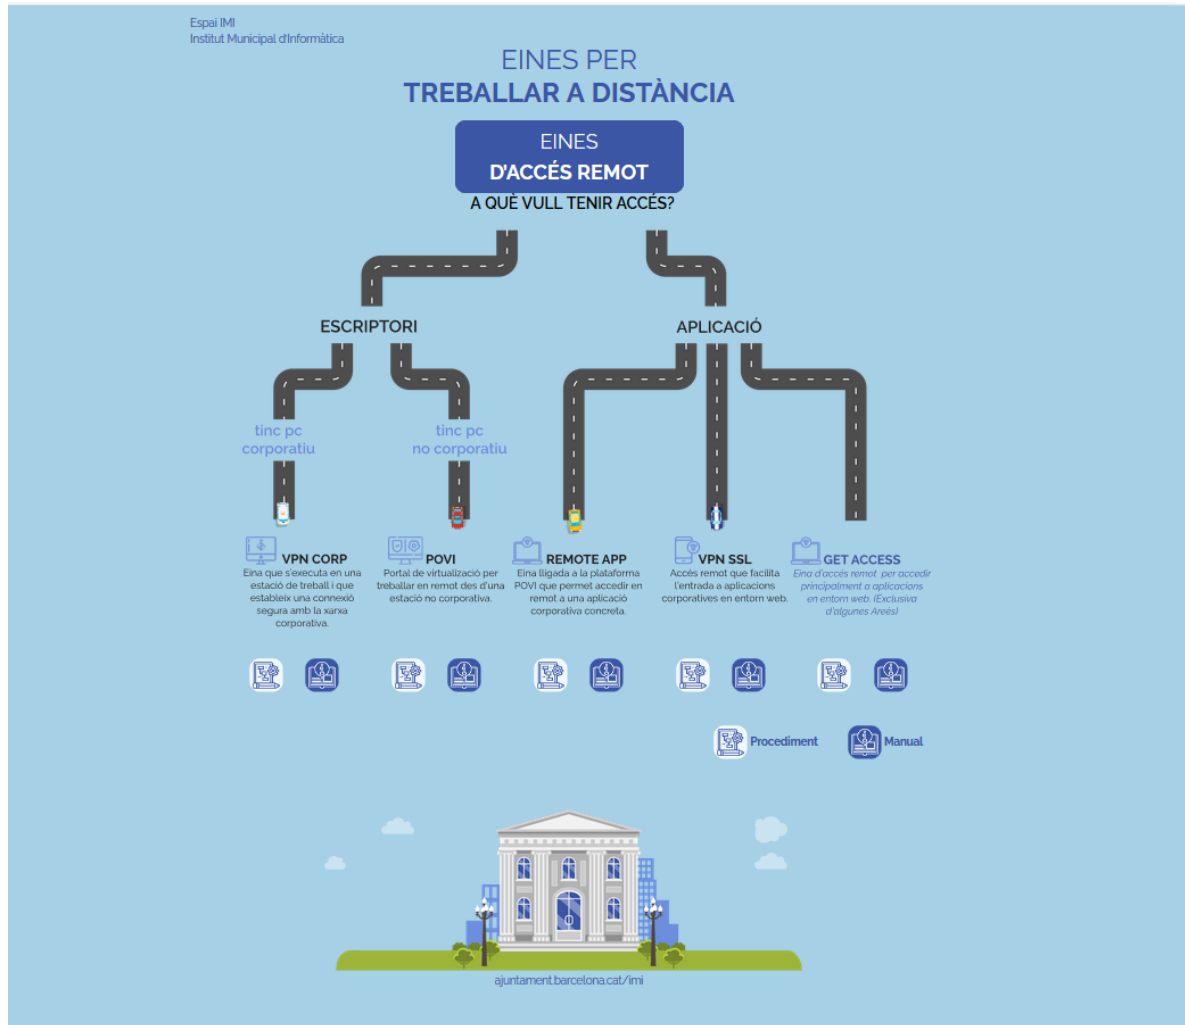 Espai IMI
Institut Municipal d'Informàtica
EINES PER
TREBALLAR A DISTÀNCIA
EINES
D'ACCÉS REMOT
A QUÈ VULL TENIR ACCÉS?
ESCRIPTORI
APLICACIÓ
tinc pc
corporatiu
tinc pc
no corporatiu
VPN CORP
Eina que s'executa en una
estació de treball i que
estableix una connexió
segura amb la xarxa
corporativa.
POVI
Portal de virtualizació per
treballar en remot des d'una
estació no corporativa.
REMOTE APP
Eina lligada a la plataforma
POVI que permet accedir en
remot a una aplicació
corporativa concreta.
VPN SSL
Accés remot que facilita
l'entrada a aplicacions
corporatives en entorn web.
GET ACCESS
Eina d'accés remot per accedir
principalment a aplicacions
en entorn web. (Exclusiva
d'algunes Areès)
Procediment
Manual
ajuntament.barcelona.cat/imi